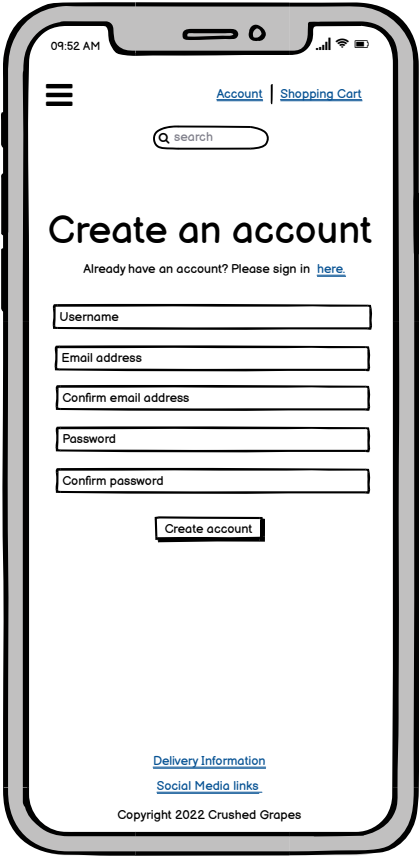 09:52 AM
Account | Shopping Cart
search
Create an account
Already have an account? Please sign in here.
Username
Email address
Confirm email address
Password
Confirm password
Create account
Delivery Information
Social Media links
Copyright 2022 Crushed Grapes